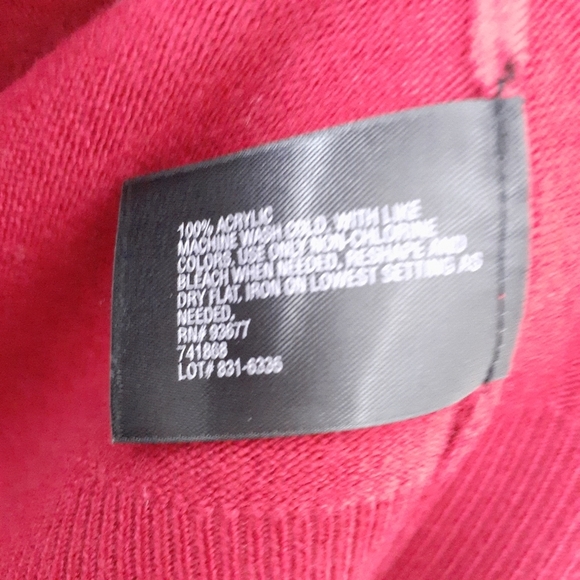 100% ACRYLIC
MACHINE WASH COLD. WITH LIKE
COLORS. USE ONLY NON-CHLORINE
BLEACH WHEN NEEDED. RESHAPE AND
DRY FLAT. IRON ON LOWEST SETTING AS
NEEDED.
RN# 93677
741868
LOT# 831-6336